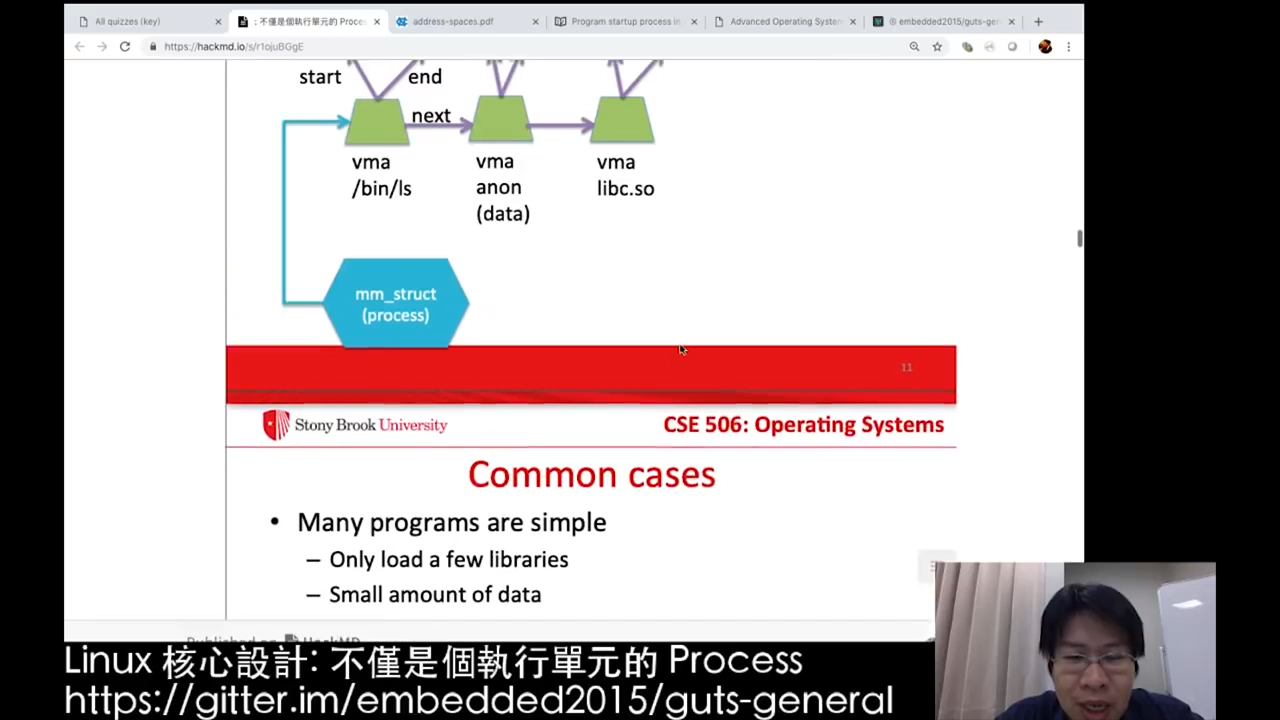 All quizzes (key)
: 不僅是個執行單元的 Proces
address-spaces.pdf
Program startup process in
Advanced Operating System
embedded2015/guts-gen
https://hackmd.io/s/r1ojuBGgE
start
end
next
vma
/bin/ls
vma
anon
(data)
vma
libc.so
mm_struct
(process)
11
Stony Brook University
CSE 506: Operating Systems
Common cases
• Many programs are simple
– Only load a few libraries
– Small amount of data
Published on HackMD
Linux 核心設計: 不僅是個執行單元的 Process
https://gitter.im/embedded2015/guts-general